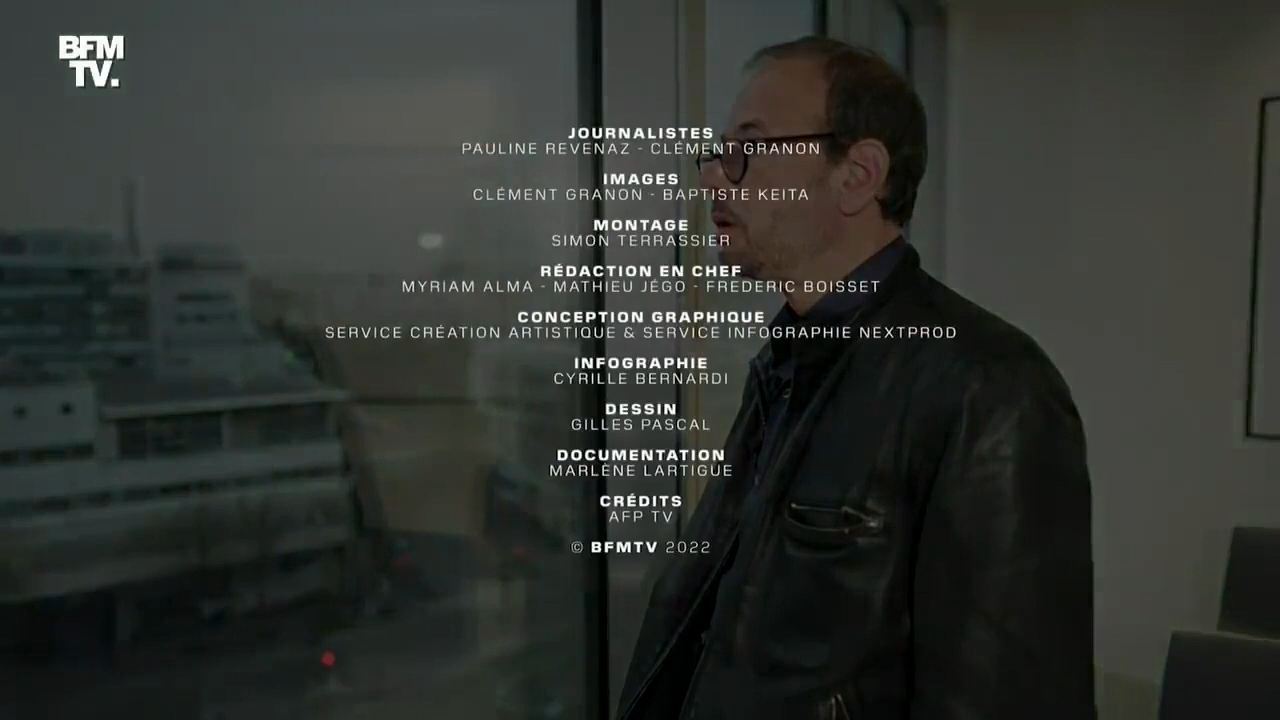 BFM
TV.
JOURNALISTES
PAULINE REVENAZ - CLÉMENT GRANON
IMAGES
CLÉMENT GRANON - BAPTISTE KEITA
MONTAGE
SIMON TERRASSIER
RÉDACTION EN CHEF
MYRIAM ALMA - MATHIEU JÉGO - FREDERIC BOISSET
CONCEPTION GRAPHIQUE
SERVICE CRÉATION ARTISTIQUE & SERVICE INFOGRAPHIE NEXTPROD
INFOGRAPHIE
CYRILLE BERNARDI
DESSIN
GILLES PASCAL
DOCUMENTATION
MARLÈNE LARTIGUE
CRÉDITS
AFP TV
© BFMTV 2022